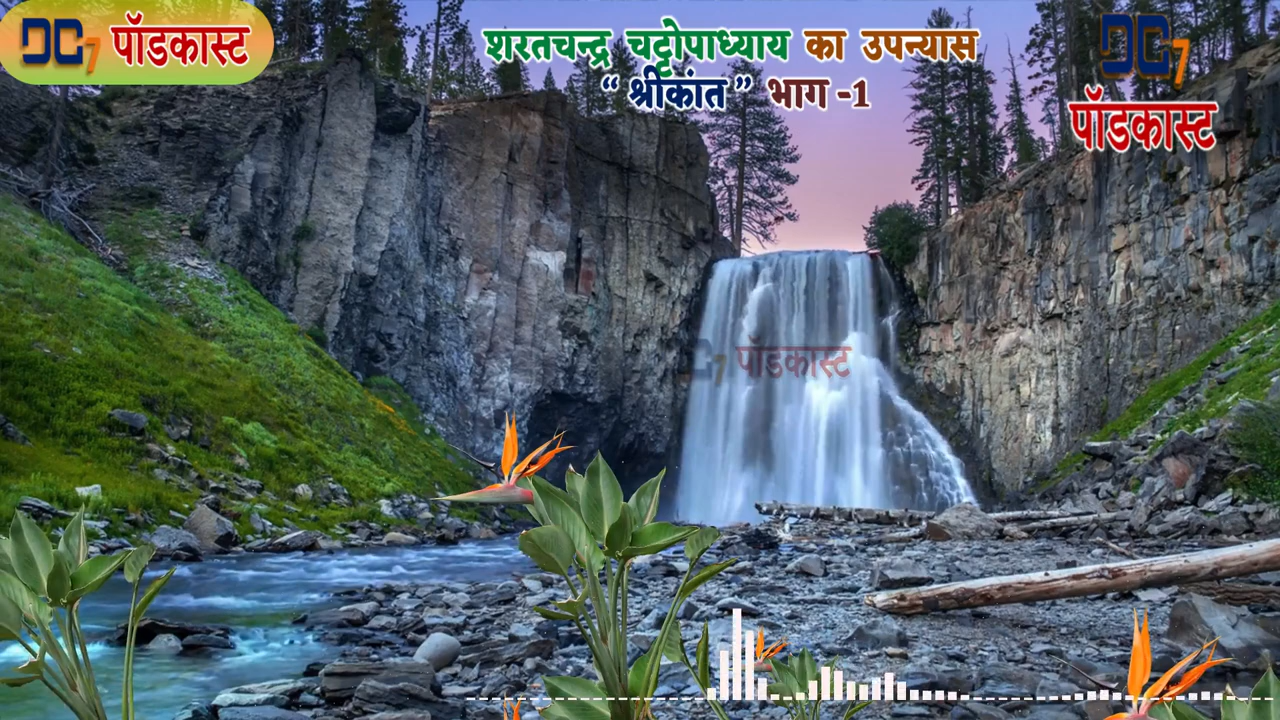 DC7 पॉडकास्ट
शरतचन्द्र चट्टोपाध्याय का उपन्यास
“ श्रीकांत ” भाग -1
DC7
पॉडकास्ट
DC7 पॉडकास्ट